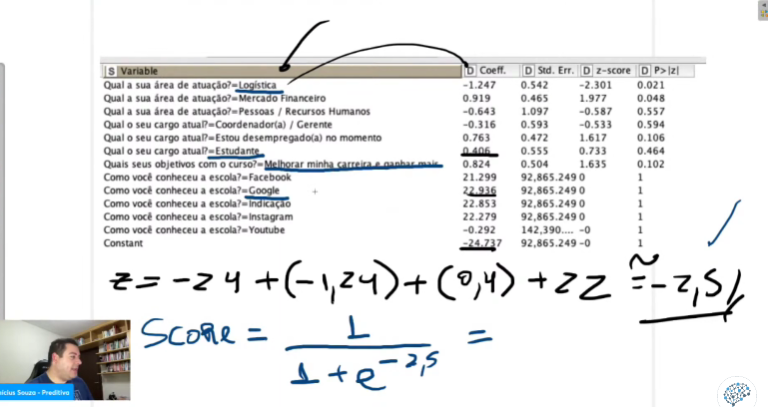 S Variable D Coeff. D Std. Err. D z-score D P>|z|
Qual a sua área de atuação?=Logística -1.247 0.542 -2.301 0.021
Qual a sua área de atuação?=Mercado Financeiro 0.919 0.465 1.977 0.048
Qual a sua área de atuação?=Pessoas / Recursos Humanos -0.643 1.097 -0.587 0.557
Qual o seu cargo atual?=Coordenador(a) / Gerente -0.316 0.593 -0.533 0.594
Qual o seu cargo atual?=Estou desempregado(a) no momento 0.763 0.472 1.617 0.106
Qual o seu cargo atual?=Estudante 0.406 0.555 0.733 0.464
Quais seus objetivos com o curso?=Melhorar minha carreira e ganhar mais 0.824 0.504 1.635 0.102
Como você conheceu a escola?=Facebook 21.299 92,865.249 0 1
Como você conheceu a escola?=Google 22.936 92,865.249 0 1
Como você conheceu a escola?=Indicação 22.853 92,865.249 0 1
Como você conheceu a escola?=Instagram 22.279 92,865.249 0 1
Como você conheceu a escola?=Youtube -0.292 142,390.... -0 1
Constant -24.737 92,865.249 -0 1
z = -24 + (-1,24) + (0,4) + 22 ≅ -2,51
Score = 1 / 1 + e^-2,5 =
icius Souza - Preditiva